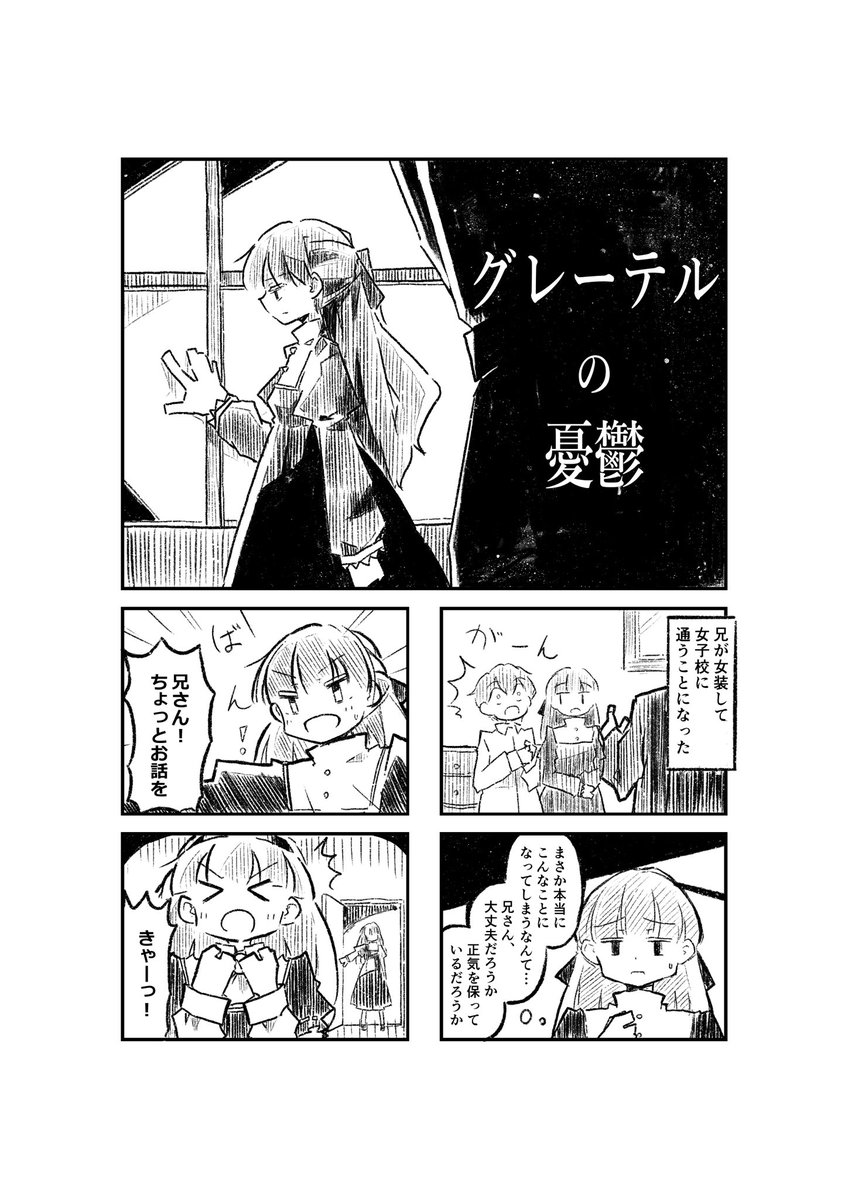 グレーテル
の
憂鬱
兄が女装して
女子校に
通うことになった
がーん
まさか本当に
こんなことに
なってしまうなんて…
兄さん、
大丈夫だろうか
正気を保って
いるだろうか
ばーん!
兄さん！
ちょっとお話を
きゃーっ！